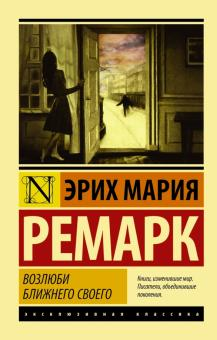 N
ЭРИХ МАРИЯ
РЕМАРК
ВОЗЛЮБИ
БЛИЖНЕГО СВОЕГО
Книги, изменившие мир.
Писатели, объединившие
поколения.
ЭКСКЛЮЗИВНАЯ КЛАССИКА